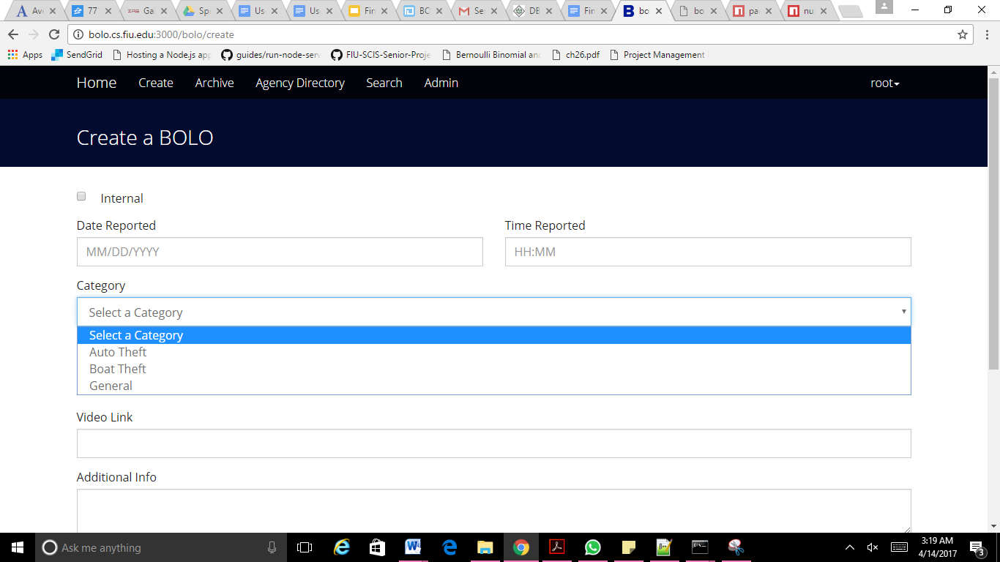 Ave 77 ZPG Ga Sp Us Us Fin BC Se DE Fin bo bo pa nu
bolo.cs.fiu.edu:3000/bolo/create
Apps SendGrid Hosting a Node.js app guides/run-node-serv FIU-SCIS-Senior-Proje Bernoulli Binomial and ch26.pdf Project Management
Home Create Archive Agency Directory Search Admin root
Create a BOLO
Internal
Date Reported Time Reported
MM/DD/YYYY HH:MM
Category
Select a Category
Select a Category
Auto Theft
Boat Theft
General
Video Link
Additional Info
Ask me anything
3:19 AM
4/14/2017
3